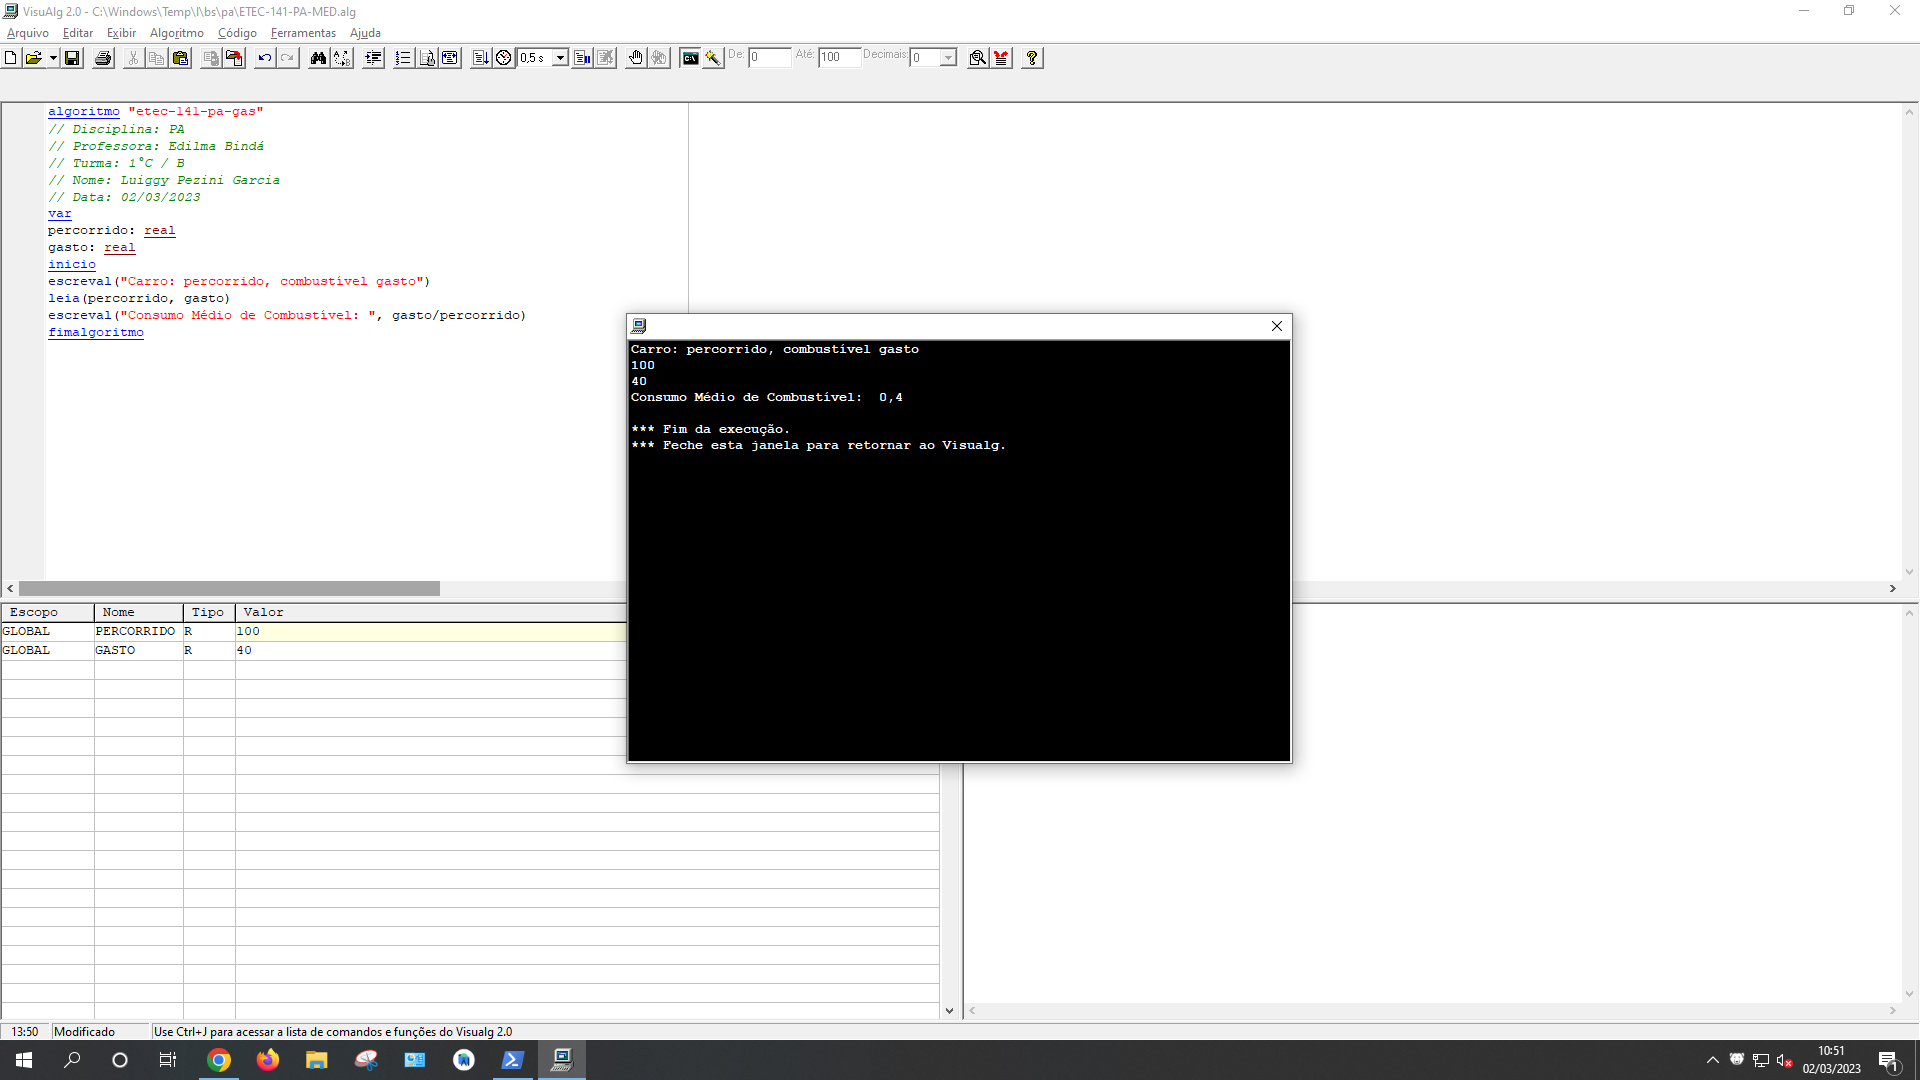 VisuAlg 2.0 - C:\Windows\Temp\l\bs\pa\ETEC-141-PA-MED.alg
Arquivo Editar Exibir Algoritmo Código Ferramentas Ajuda
0,5 s De: 0 Até: 100 Decimais: 0
algoritmo "etec-141-pa-gas"
// Disciplina: PA
// Professora: Edilma Bindá
// Turma: 1°C / B
// Nome: Luiggy Pezini Garcia
// Data: 02/03/2023
var
percorrido: real
gasto: real
inicio
escreval("Carro: percorrido, combustível gasto")
leia(percorrido, gasto)
escreval("Consumo Médio de Combustível: ", gasto/percorrido)
fimalgoritmo
Carro: percorrido, combustível gasto
100
40
Consumo Médio de Combustível:  0,4
*** Fim da execução.
*** Feche esta janela para retornar ao Visualg.
Escopo Nome Tipo Valor
GLOBAL PERCORRIDO R 100
GLOBAL GASTO R 40
13:50 Modificado Use Ctrl+J para acessar a lista de comandos e funções do Visualg 2.0
10:51
02/03/2023
1